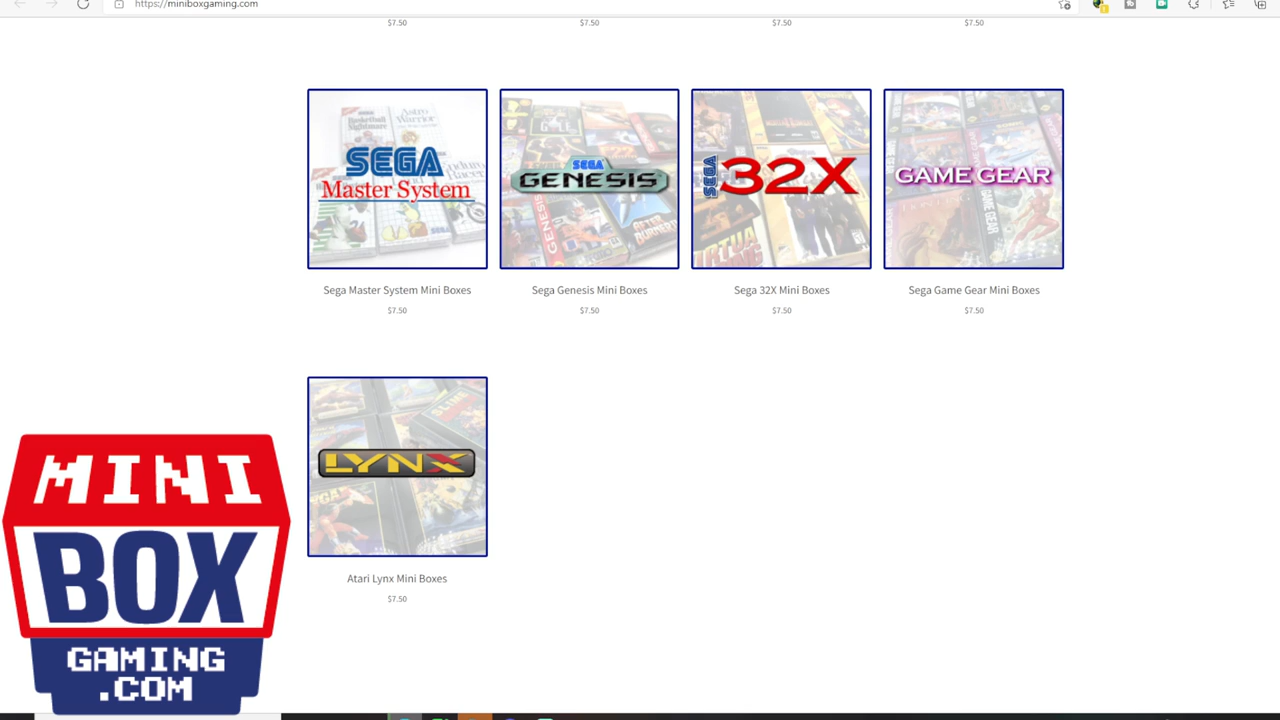 https://miniboxgaming.com
$7.50 $7.50 $7.50 $7.50
SEGA
Master System
SEGA
GENESIS
SEGA 32X
GAME GEAR
Sega Master System Mini Boxes
$7.50
Sega Genesis Mini Boxes
$7.50
Sega 32X Mini Boxes
$7.50
Sega Game Gear Mini Boxes
$7.50
LYNX
Atari Lynx Mini Boxes
$7.50
MINI
BOX
GAMING
.COM